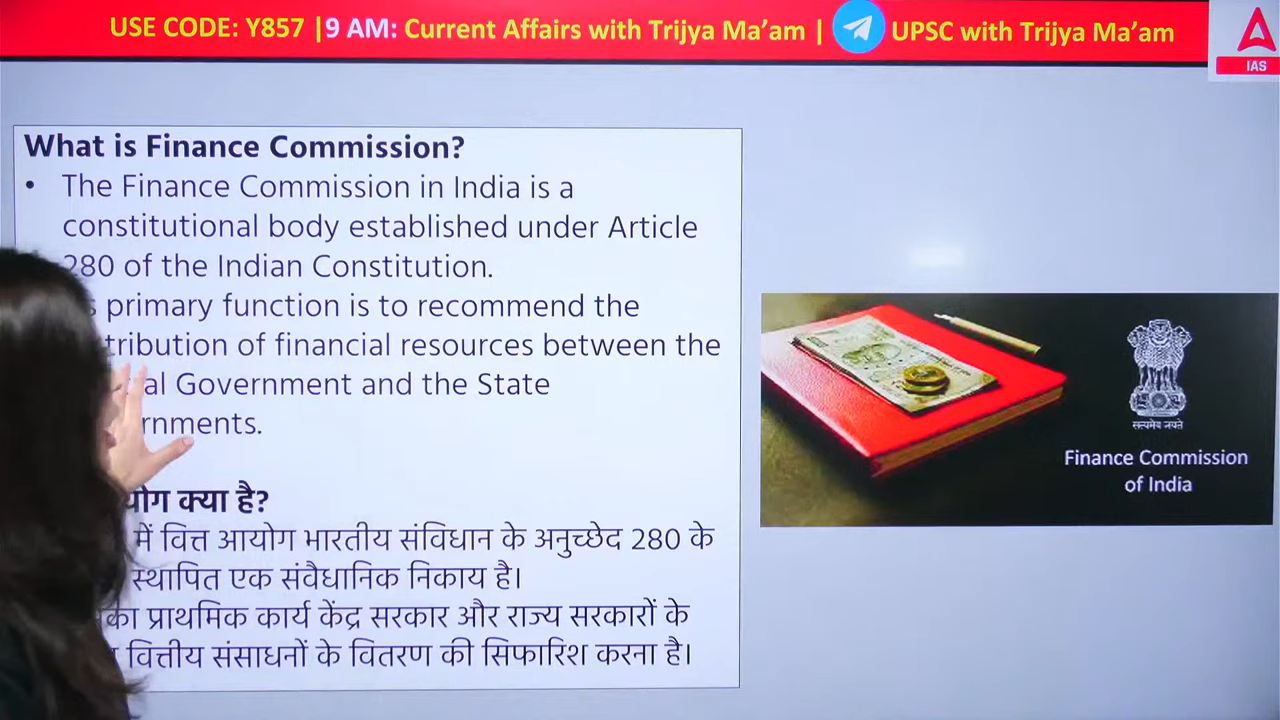 USE CODE: Y857 |9 AM: Current Affairs with Trijya Ma’am | UPSC with Trijya Ma’am
IAS
What is Finance Commission?
• The Finance Commission in India is a
constitutional body established under Article
280 of the Indian Constitution.
primary function is to recommend the
of financial resources between the
Government and the State
क्या है?
में वित्त आयोग भारतीय संविधान के अनुच्छेद 280 के
स्थापित एक संवैधानिक निकाय है।
प्राथमिक कार्य केंद्र सरकार और राज्य सरकारों के
वित्तीय संसाधनों के वितरण की सिफारिश करना है।
सत्यमेव जयते
Finance Commission
of India